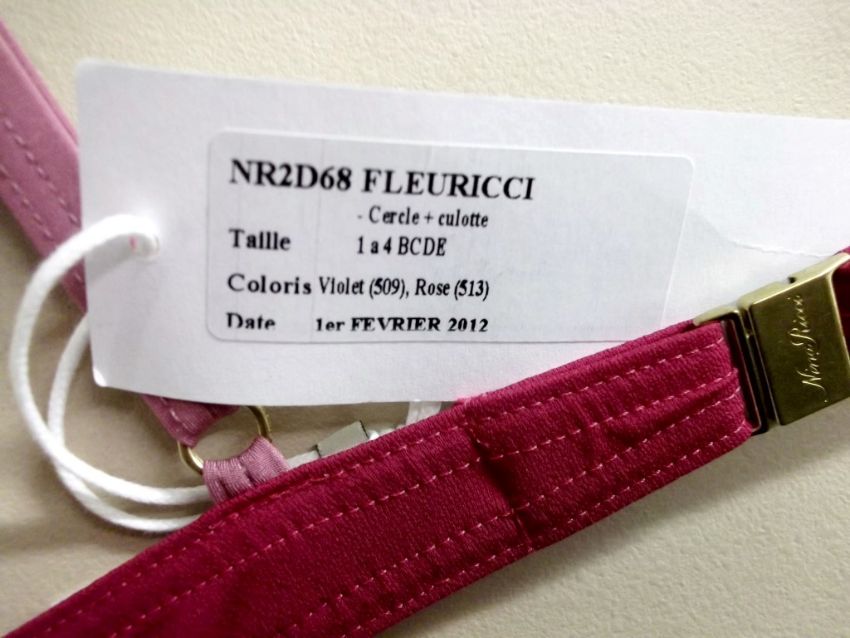 NR2D68 FLEURICCI
- Cercle + culotte
Taille 1 a 4 BCDE
Coloris Violet (509), Rose (513)
Date 1er FEVRIER 2012
Nina Ricci